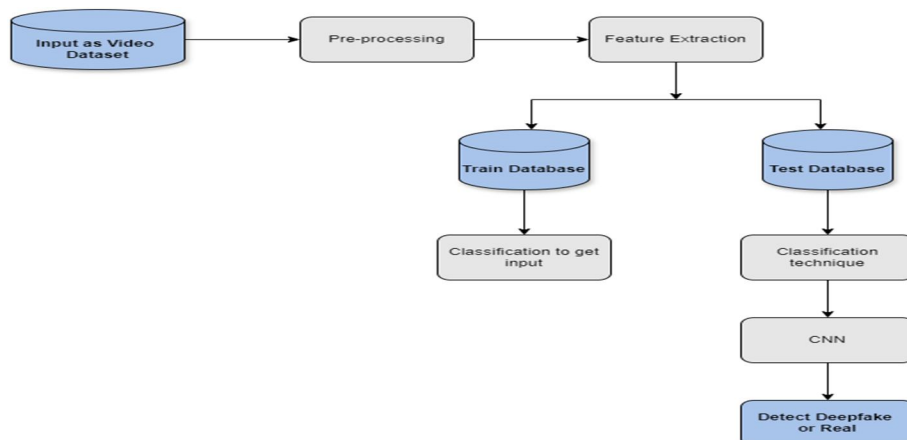 Input as Video
Dataset
Pre-processing
Feature Extraction
Train Database
Test Database
Classification to get
input
Classification
technique
CNN
Detect Deepfake
or Real